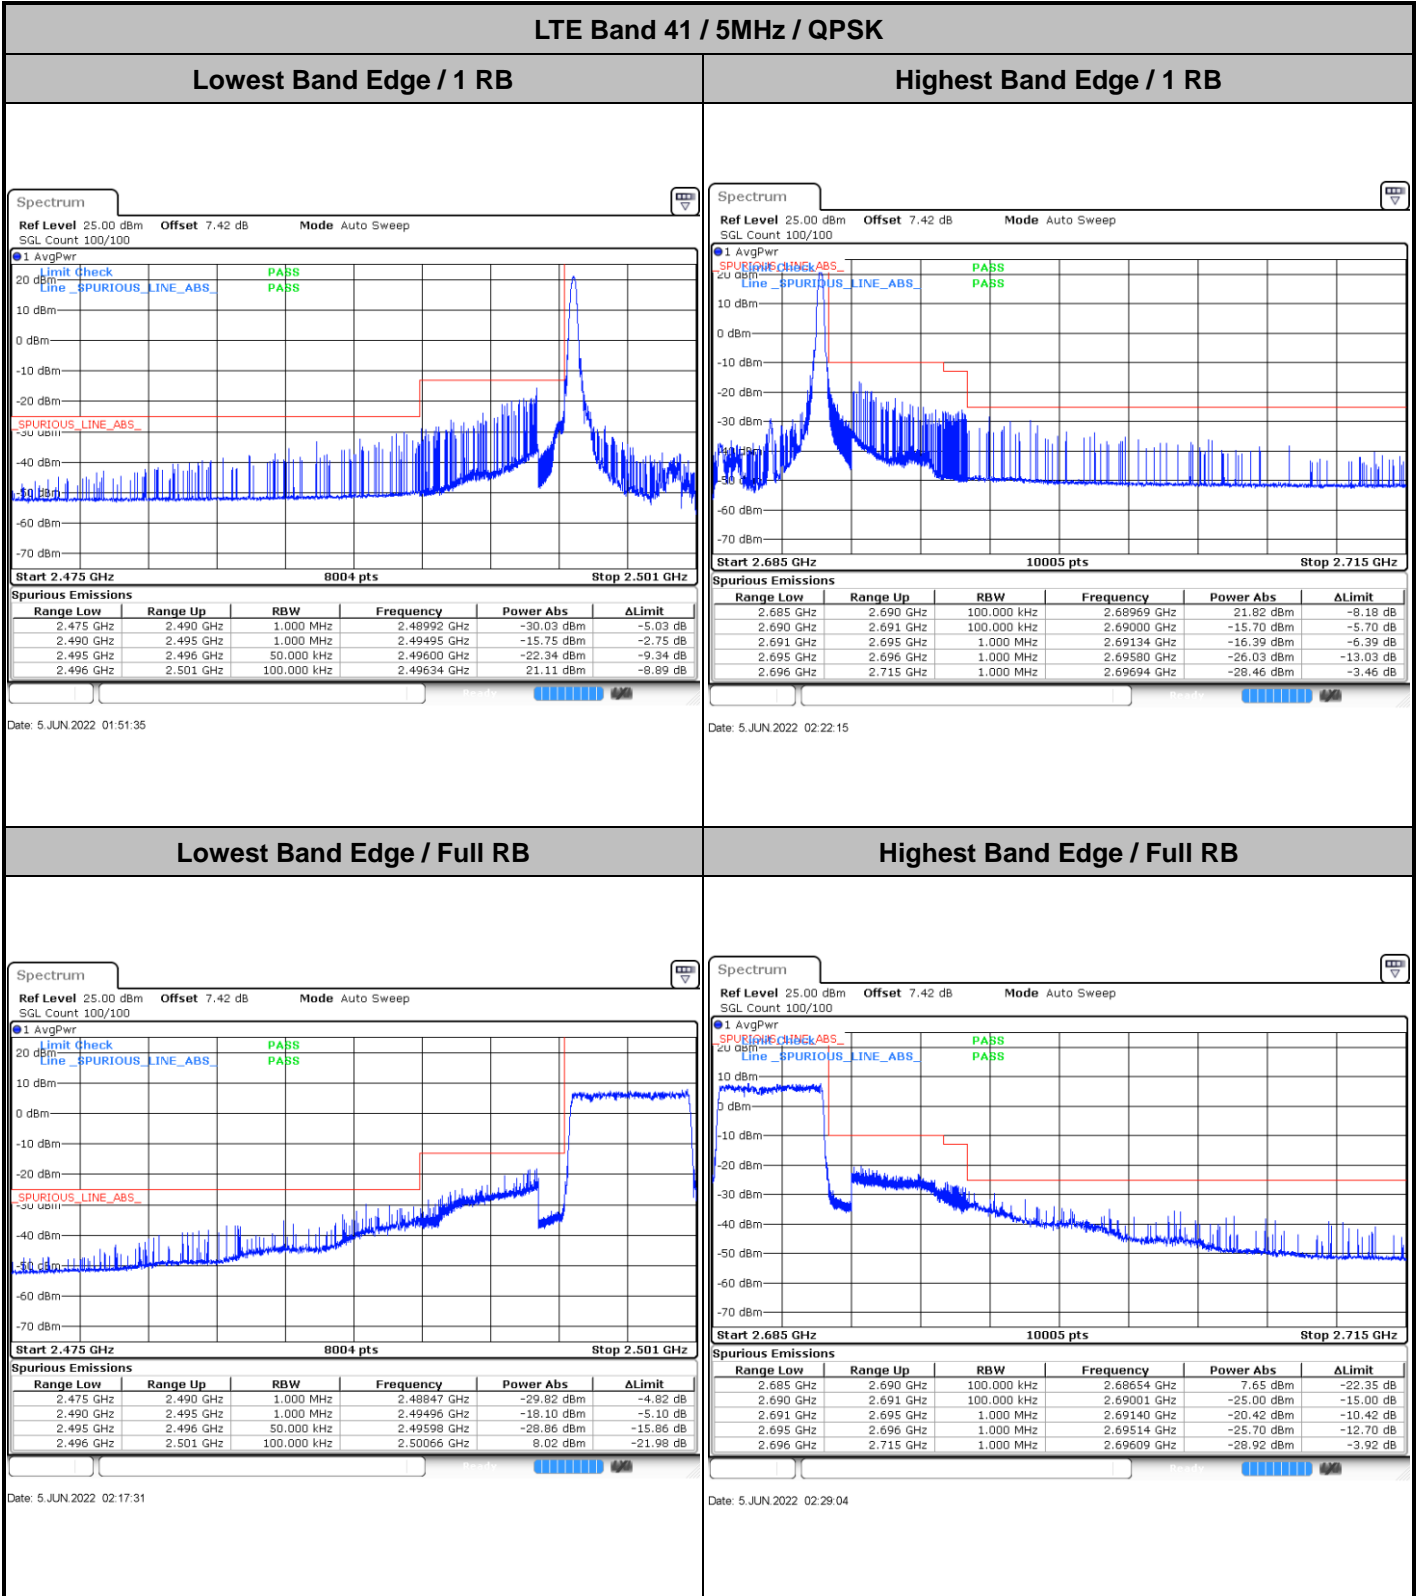 LTE Band 41 / 5MHz / QPSK
Lowest Band Edge / 1 RB
Highest Band Edge / 1 RB
Spectrum
Ref Level 25.00 dBm Offset 7.42 dB Mode Auto Sweep
SGL Count 100/100
1 AvgPwr
Limit Check PASS
20 dBm
Line _SPURIOUS_LINE_ABS_ PASS
10 dBm
0 dBm
-10 dBm
-20 dBm
_SPURIOUS_LINE_ABS_
-30 dBm
-40 dBm
-50 dBm
-60 dBm
-70 dBm
Start 2.475 GHz 8004 pts Stop 2.501 GHz
Spurious Emissions
Range Low Range Up RBW Frequency Power Abs ΔLimit
2.475 GHz 2.490 GHz 1.000 MHz 2.48992 GHz -30.03 dBm -5.03 dB
2.490 GHz 2.495 GHz 1.000 MHz 2.49495 GHz -15.75 dBm -2.75 dB
2.495 GHz 2.496 GHz 50.000 kHz 2.49600 GHz -22.34 dBm -9.34 dB
2.496 GHz 2.501 GHz 100.000 kHz 2.49634 GHz 21.11 dBm -8.89 dB
Ready
Date: 5.JUN.2022 01:51:35
Spectrum
Ref Level 25.00 dBm Offset 7.42 dB Mode Auto Sweep
SGL Count 100/100
1 AvgPwr
_SPURIOUS_LINE_ABS_
Limit Check PASS
20 dBm
Line _SPURIOUS_LINE_ABS_ PASS
10 dBm
0 dBm
-10 dBm
-20 dBm
-30 dBm
-40 dBm
-50 dBm
-60 dBm
-70 dBm
Start 2.685 GHz 10005 pts Stop 2.715 GHz
Spurious Emissions
Range Low Range Up RBW Frequency Power Abs ΔLimit
2.685 GHz 2.690 GHz 100.000 kHz 2.68969 GHz 21.82 dBm -8.18 dB
2.690 GHz 2.691 GHz 100.000 kHz 2.69000 GHz -15.70 dBm -5.70 dB
2.691 GHz 2.695 GHz 1.000 MHz 2.69134 GHz -16.39 dBm -6.39 dB
2.695 GHz 2.696 GHz 1.000 MHz 2.69580 GHz -26.03 dBm -13.03 dB
2.696 GHz 2.715 GHz 1.000 MHz 2.69694 GHz -28.46 dBm -3.46 dB
Ready
Date: 5.JUN.2022 02:22:15
Lowest Band Edge / Full RB
Highest Band Edge / Full RB
Spectrum
Ref Level 25.00 dBm Offset 7.42 dB Mode Auto Sweep
SGL Count 100/100
1 AvgPwr
Limit Check PASS
20 dBm
Line _SPURIOUS_LINE_ABS_ PASS
10 dBm
0 dBm
-10 dBm
-20 dBm
_SPURIOUS_LINE_ABS_
-30 dBm
-40 dBm
-50 dBm
-60 dBm
-70 dBm
Start 2.475 GHz 8004 pts Stop 2.501 GHz
Spurious Emissions
Range Low Range Up RBW Frequency Power Abs ΔLimit
2.475 GHz 2.490 GHz 1.000 MHz 2.48847 GHz -29.82 dBm -4.82 dB
2.490 GHz 2.495 GHz 1.000 MHz 2.49496 GHz -18.10 dBm -5.10 dB
2.495 GHz 2.496 GHz 50.000 kHz 2.49598 GHz -28.86 dBm -15.86 dB
2.496 GHz 2.501 GHz 100.000 kHz 2.50066 GHz 8.02 dBm -21.98 dB
Ready
Date: 5.JUN.2022 02:17:31
Spectrum
Ref Level 25.00 dBm Offset 7.42 dB Mode Auto Sweep
SGL Count 100/100
1 AvgPwr
_SPURIOUS_LINE_ABS_
Limit Check PASS
20 dBm
Line _SPURIOUS_LINE_ABS_ PASS
10 dBm
0 dBm
-10 dBm
-20 dBm
-30 dBm
-40 dBm
-50 dBm
-60 dBm
-70 dBm
Start 2.685 GHz 10005 pts Stop 2.715 GHz
Spurious Emissions
Range Low Range Up RBW Frequency Power Abs ΔLimit
2.685 GHz 2.690 GHz 100.000 kHz 2.68654 GHz 7.65 dBm -22.35 dB
2.690 GHz 2.691 GHz 100.000 kHz 2.69001 GHz -25.00 dBm -15.00 dB
2.691 GHz 2.695 GHz 1.000 MHz 2.69140 GHz -20.42 dBm -10.42 dB
2.695 GHz 2.696 GHz 1.000 MHz 2.69514 GHz -25.70 dBm -12.70 dB
2.696 GHz 2.715 GHz 1.000 MHz 2.69609 GHz -28.92 dBm -3.92 dB
Ready
Date: 5.JUN.2022 02:29:04